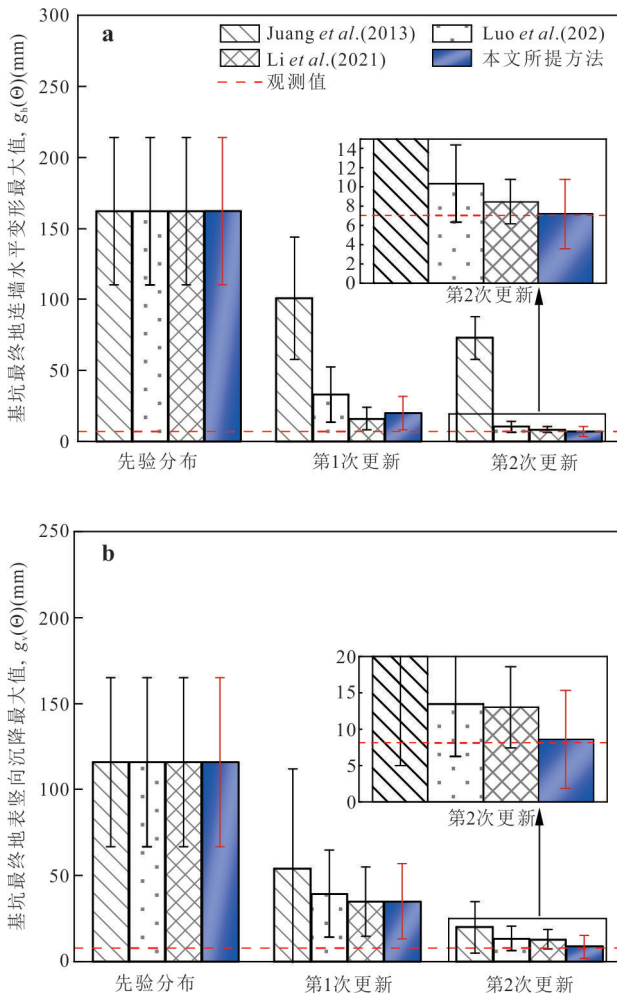 300
a
Juang et al.(2013)
Luo et al.(202)
Li et al.(2021)
本文所提方法
观测值
250
200
150
100
50
0
基坑最终地连墙水平变形最大值, gh(Θ)(mm)
14
12
10
8
6
4
2
0
第2次更新
先验分布
第1次更新
第2次更新
250
b
200
150
100
50
0
基坑最终地表竖向沉降最大值, gv(Θ)(mm)
20
15
10
5
0
第2次更新
先验分布
第1次更新
第2次更新